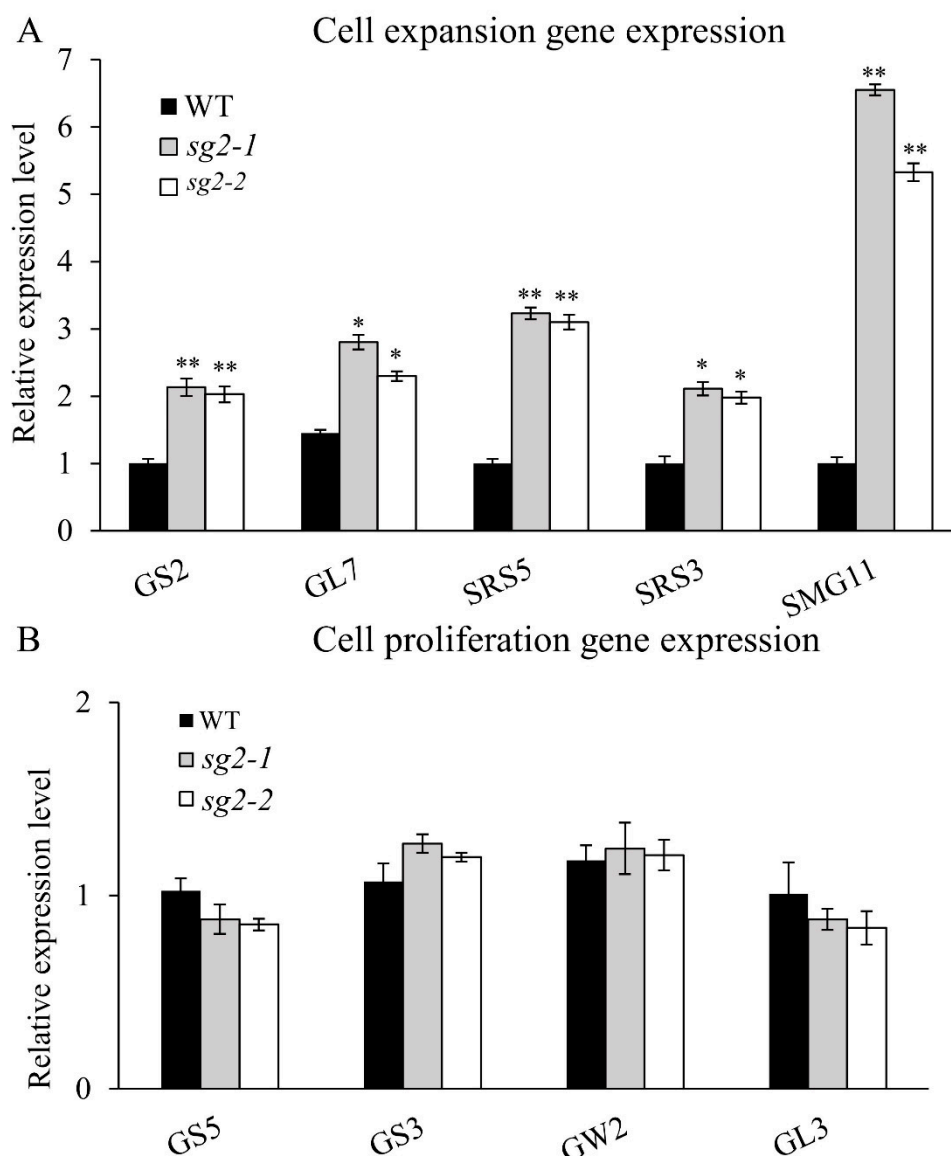 A Cell expansion gene expression
Relative expression level
7
6
5
4
3
2
1
0
WT
sg2-1
sg2-2
** **
* *
** **
* *
** **
GS2 GL7 SRS5 SRS3 SMG11
B Cell proliferation gene expression
Relative expression level
2
1
0
WT
sg2-1
sg2-2
GS5 GS3 GW2 GL3